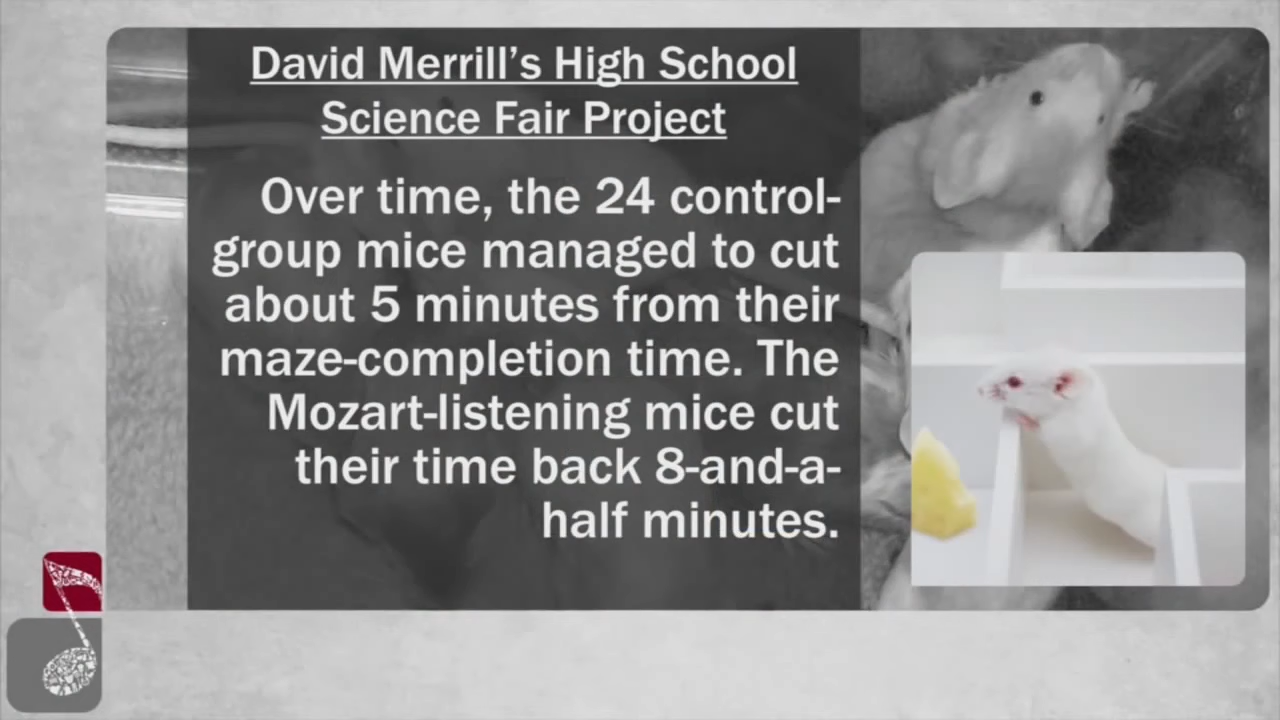 David Merrill’s High School
Science Fair Project
Over time, the 24 control-
group mice managed to cut
about 5 minutes from their
maze-completion time. The
Mozart-listening mice cut
their time back 8-and-a-
half minutes.